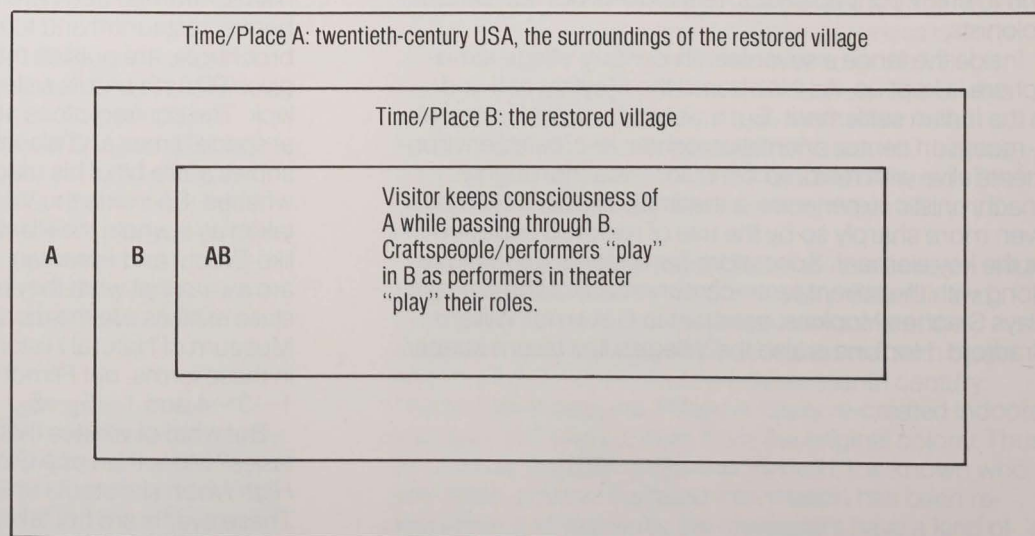 Time/Place A: twentieth-century USA, the surroundings of the restored village
Time/Place B: the restored village
Visitor keeps consciousness of
A while passing through B.
Craftspeople/performers "play"
in B as performers in theater
"play" their roles.
A B AB